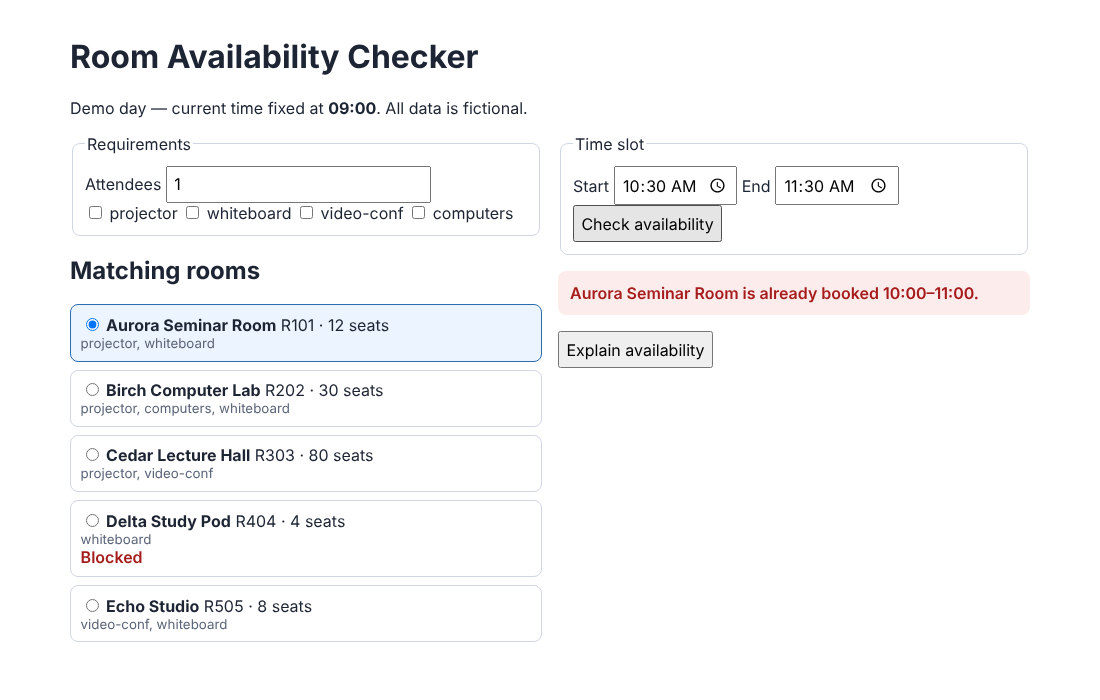 Room Availability Checker
Demo day — current time fixed at 09:00. All data is fictional.
Requirements
Attendees 1
projector whiteboard video-conf computers
Time slot
Start 10:30 AM End 11:30 AM
Check availability
Matching rooms
Aurora Seminar Room R101 · 12 seats
projector, whiteboard
Birch Computer Lab R202 · 30 seats
projector, computers, whiteboard
Cedar Lecture Hall R303 · 80 seats
projector, video-conf
Delta Study Pod R404 · 4 seats
whiteboard
Blocked
Echo Studio R505 · 8 seats
video-conf, whiteboard
Aurora Seminar Room is already booked 10:00–11:00.
Explain availability